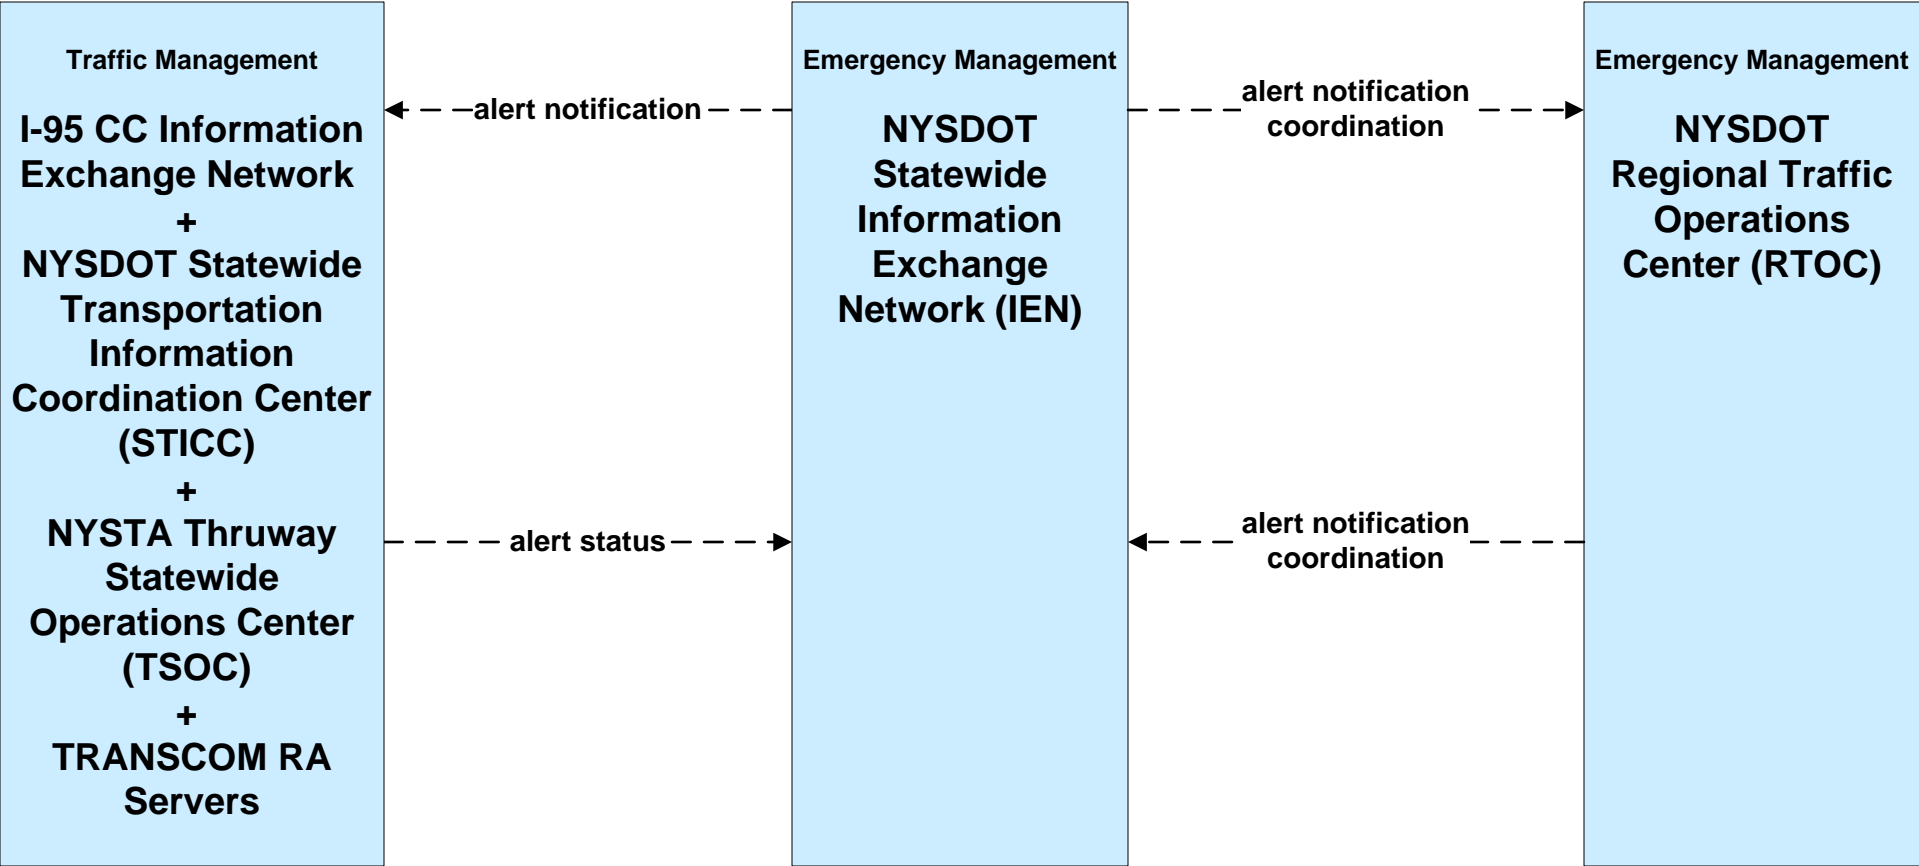 Traffic Management
I-95 CC Information
Exchange Network
+
NYSDOT Statewide
Transportation
Information
Coordination Center
(STICC)
+
NYSTA Thruway
Statewide
Operations Center
(TSOC)
+
TRANSCOM RA
Servers
alert notification
alert status
Emergency Management
NYSDOT
Statewide
Information
Exchange
Network (IEN)
alert notification
coordination
alert notification
coordination
Emergency Management
NYSDOT
Regional Traffic
Operations
Center (RTOC)